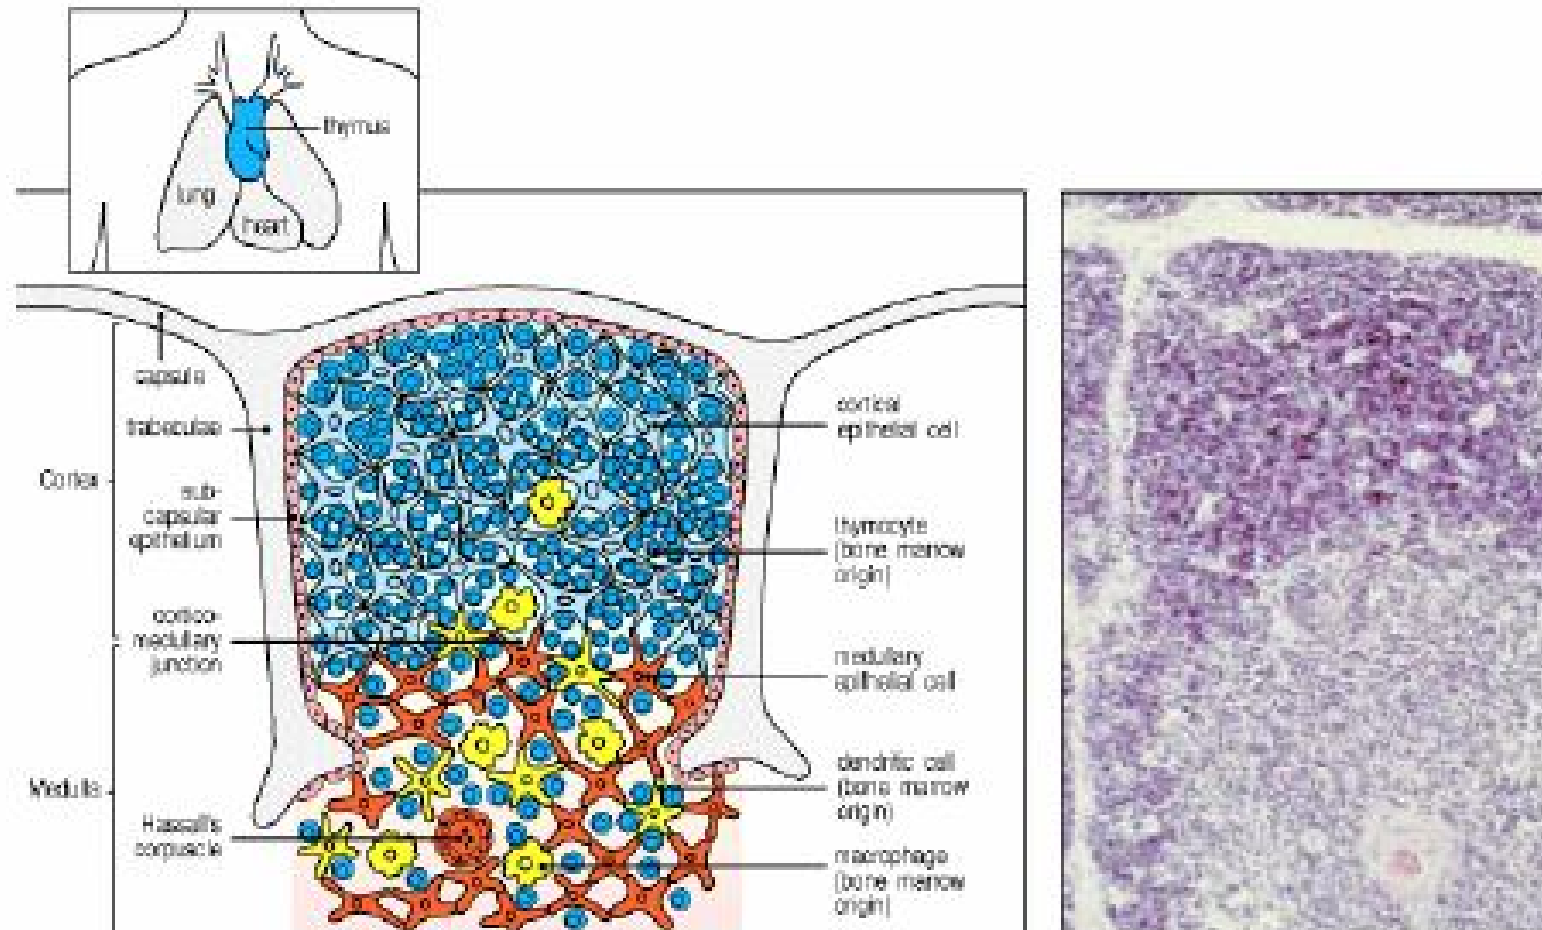 thymus
lung
heart
capsule
trabeculae
Cortex
sub-
capsular
epithelium
cortico-
medullary
junction
Medulla
Hassall's
corpuscle
cortical
epithelial cell
thymocyte
(bone marrow
origin)
medullary
epithelial cell
dendritic cell
(bone marrow
origin)
macrophage
(bone marrow
origin)